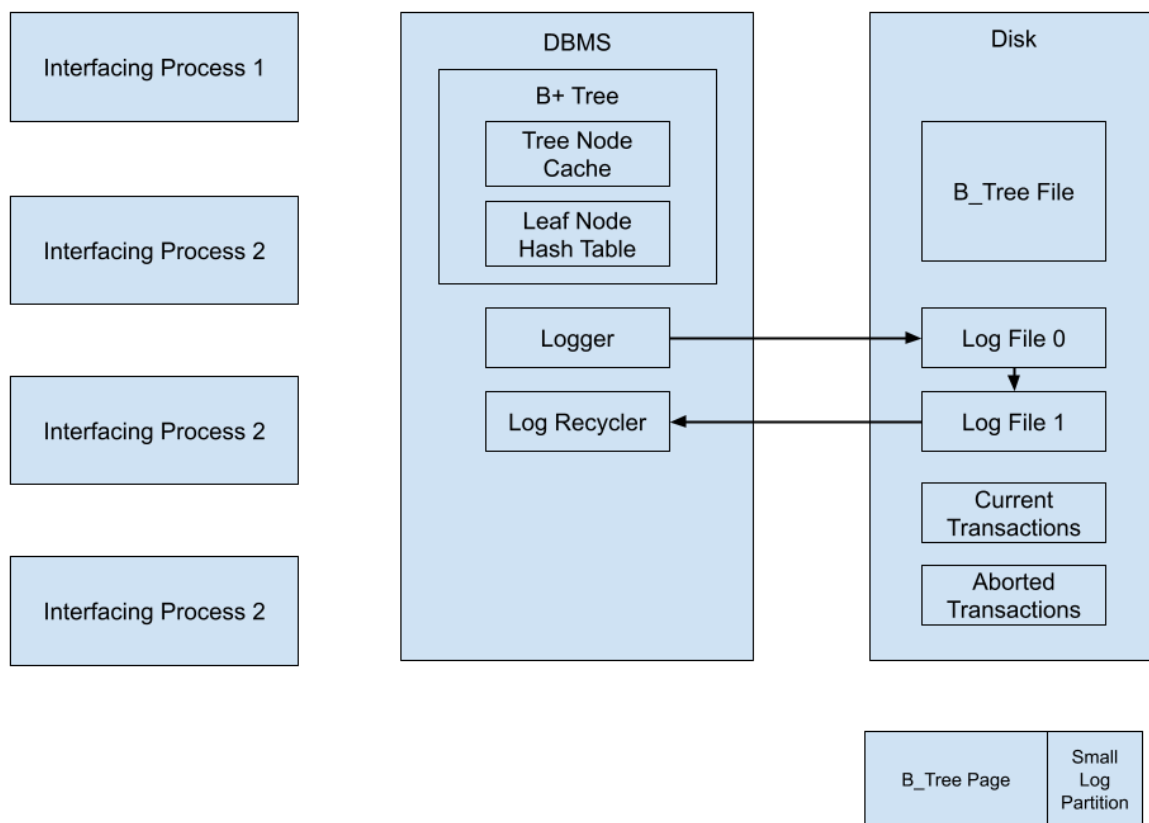 Interfacing Process 1
Interfacing Process 2
Interfacing Process 2
Interfacing Process 2
DBMS
B+ Tree
Tree Node
Cache
Leaf Node
Hash Table
Logger
Log Recycler
Disk
B_Tree File
Log File 0
Log File 1
Current
Transactions
Aborted
Transactions
B_Tree Page
Small
Log
Partition